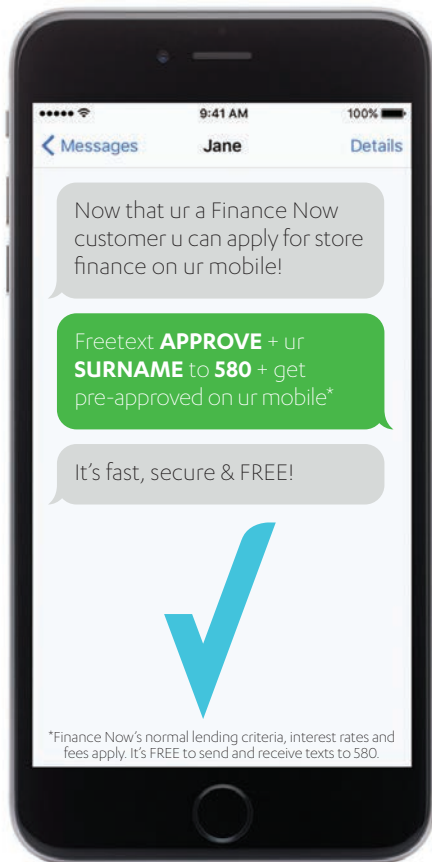 9:41 AM 100%
Messages Jane Details
Now that ur a Finance Now
customer u can apply for store
finance on ur mobile!
Freetext APPROVE + ur
SURNAME to 580 + get
pre-approved on ur mobile*
It’s fast, secure & FREE!
*Finance Now’s normal lending criteria, interest rates and
fees apply. It’s FREE to send and receive texts to 580.